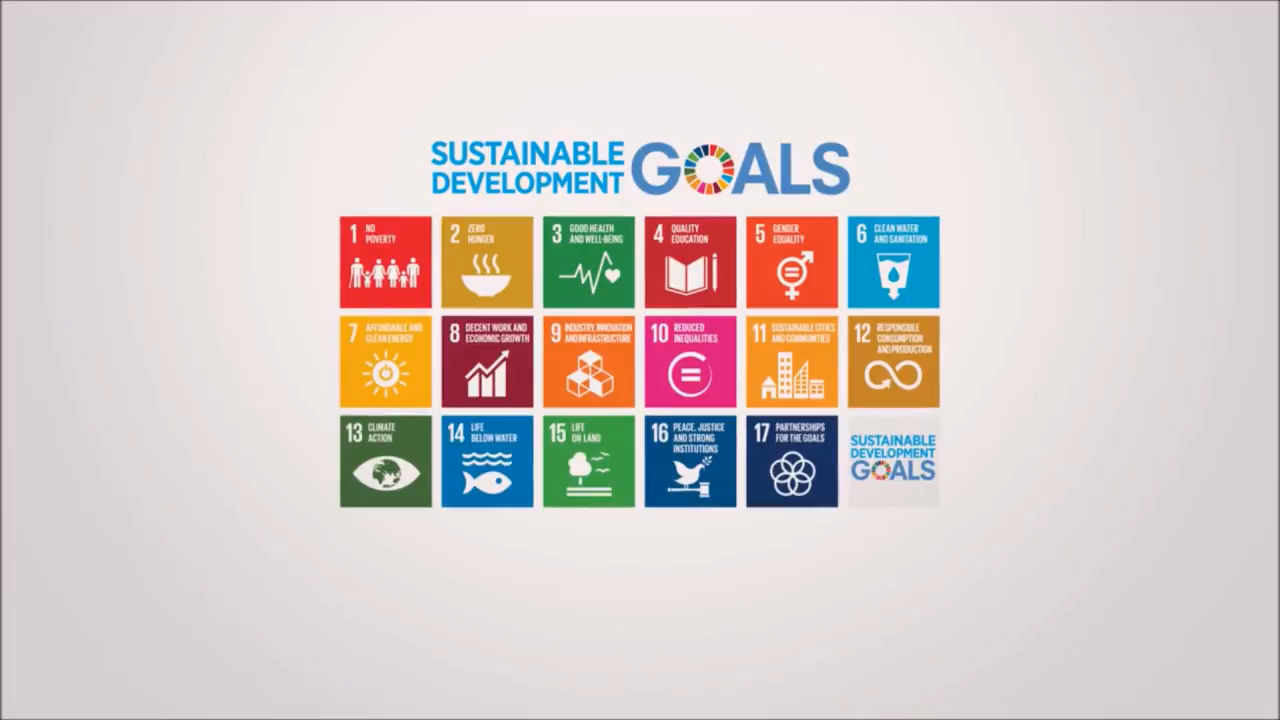 SUSTAINABLE
DEVELOPMENT
GOALS
1 NO
POVERTY
2 ZERO
HUNGER
3 GOOD HEALTH
AND WELL-BEING
4 QUALITY
EDUCATION
5 GENDER
EQUALITY
6 CLEAN WATER
AND SANITATION
7 AFFORDABLE AND
CLEAN ENERGY
8 DECENT WORK AND
ECONOMIC GROWTH
9 INDUSTRY, INNOVATION
AND INFRASTRUCTURE
10 REDUCED
INEQUALITIES
11 SUSTAINABLE CITIES
AND COMMUNITIES
12 RESPONSIBLE
CONSUMPTION
AND PRODUCTION
13 CLIMATE
ACTION
14 LIFE
BELOW WATER
15 LIFE
ON LAND
16 PEACE, JUSTICE
AND STRONG
INSTITUTIONS
17 PARTNERSHIPS
FOR THE GOALS
SUSTAINABLE
DEVELOPMENT
GOALS